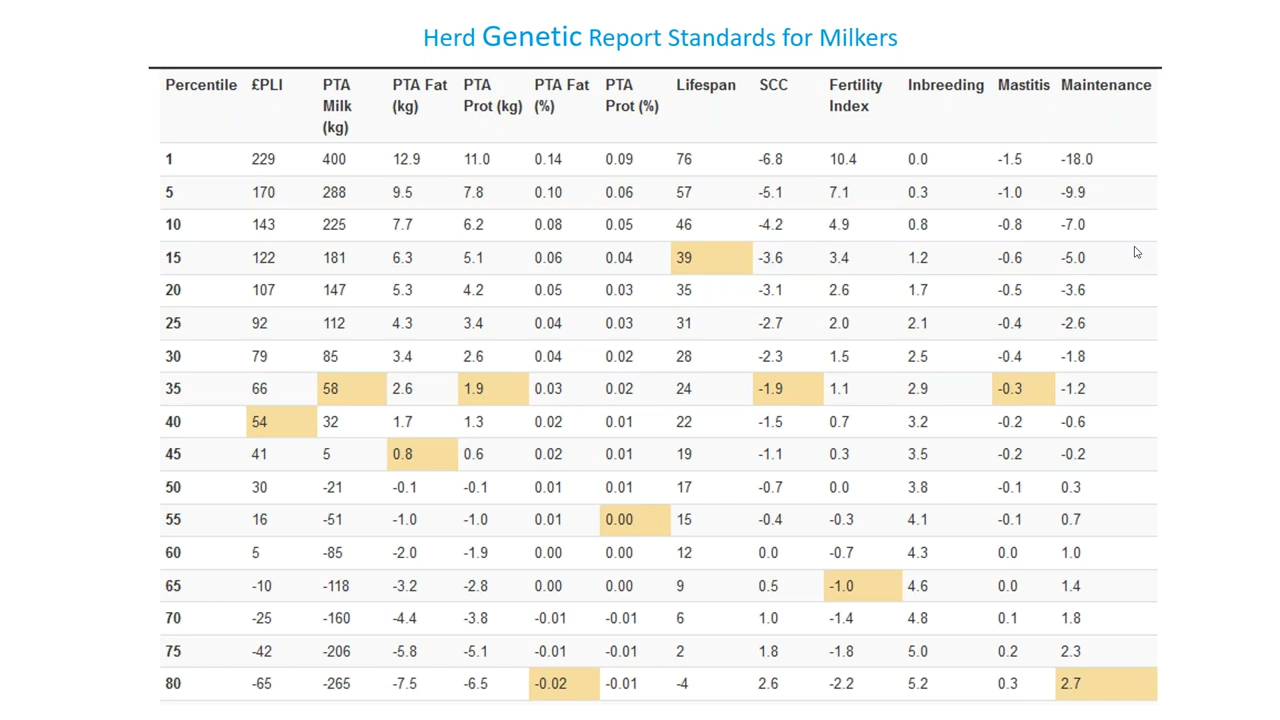 Herd Genetic Report Standards for Milkers
Percentile £PLI PTA Milk (kg) PTA Fat (kg) PTA Prot (kg) PTA Fat (%) PTA Prot (%) Lifespan SCC Fertility Index Inbreeding Mastitis Maintenance
1 229 400 12.9 11.0 0.14 0.09 76 -6.8 10.4 0.0 -1.5 -18.0
5 170 288 9.5 7.8 0.10 0.06 57 -5.1 7.1 0.3 -1.0 -9.9
10 143 225 7.7 6.2 0.08 0.05 46 -4.2 4.9 0.8 -0.8 -7.0
15 122 181 6.3 5.1 0.06 0.04 39 -3.6 3.4 1.2 -0.6 -5.0
20 107 147 5.3 4.2 0.05 0.03 35 -3.1 2.6 1.7 -0.5 -3.6
25 92 112 4.3 3.4 0.04 0.03 31 -2.7 2.0 2.1 -0.4 -2.6
30 79 85 3.4 2.6 0.04 0.02 28 -2.3 1.5 2.5 -0.4 -1.8
35 66 58 2.6 1.9 0.03 0.02 24 -1.9 1.1 2.9 -0.3 -1.2
40 54 32 1.7 1.3 0.02 0.01 22 -1.5 0.7 3.2 -0.2 -0.6
45 41 5 0.8 0.6 0.02 0.01 19 -1.1 0.3 3.5 -0.2 -0.2
50 30 -21 -0.1 -0.1 0.01 0.01 17 -0.7 0.0 3.8 -0.1 0.3
55 16 -51 -1.0 -1.0 0.01 0.00 15 -0.4 -0.3 4.1 -0.1 0.7
60 5 -85 -2.0 -1.9 0.00 0.00 12 0.0 -0.7 4.3 0.0 1.0
65 -10 -118 -3.2 -2.8 0.00 0.00 9 0.5 -1.0 4.6 0.0 1.4
70 -25 -160 -4.4 -3.8 -0.01 -0.01 6 1.0 -1.4 4.8 0.1 1.8
75 -42 -206 -5.8 -5.1 -0.01 -0.01 2 1.8 -1.8 5.0 0.2 2.3
80 -65 -265 -7.5 -6.5 -0.02 -0.01 -4 2.6 -2.2 5.2 0.3 2.7